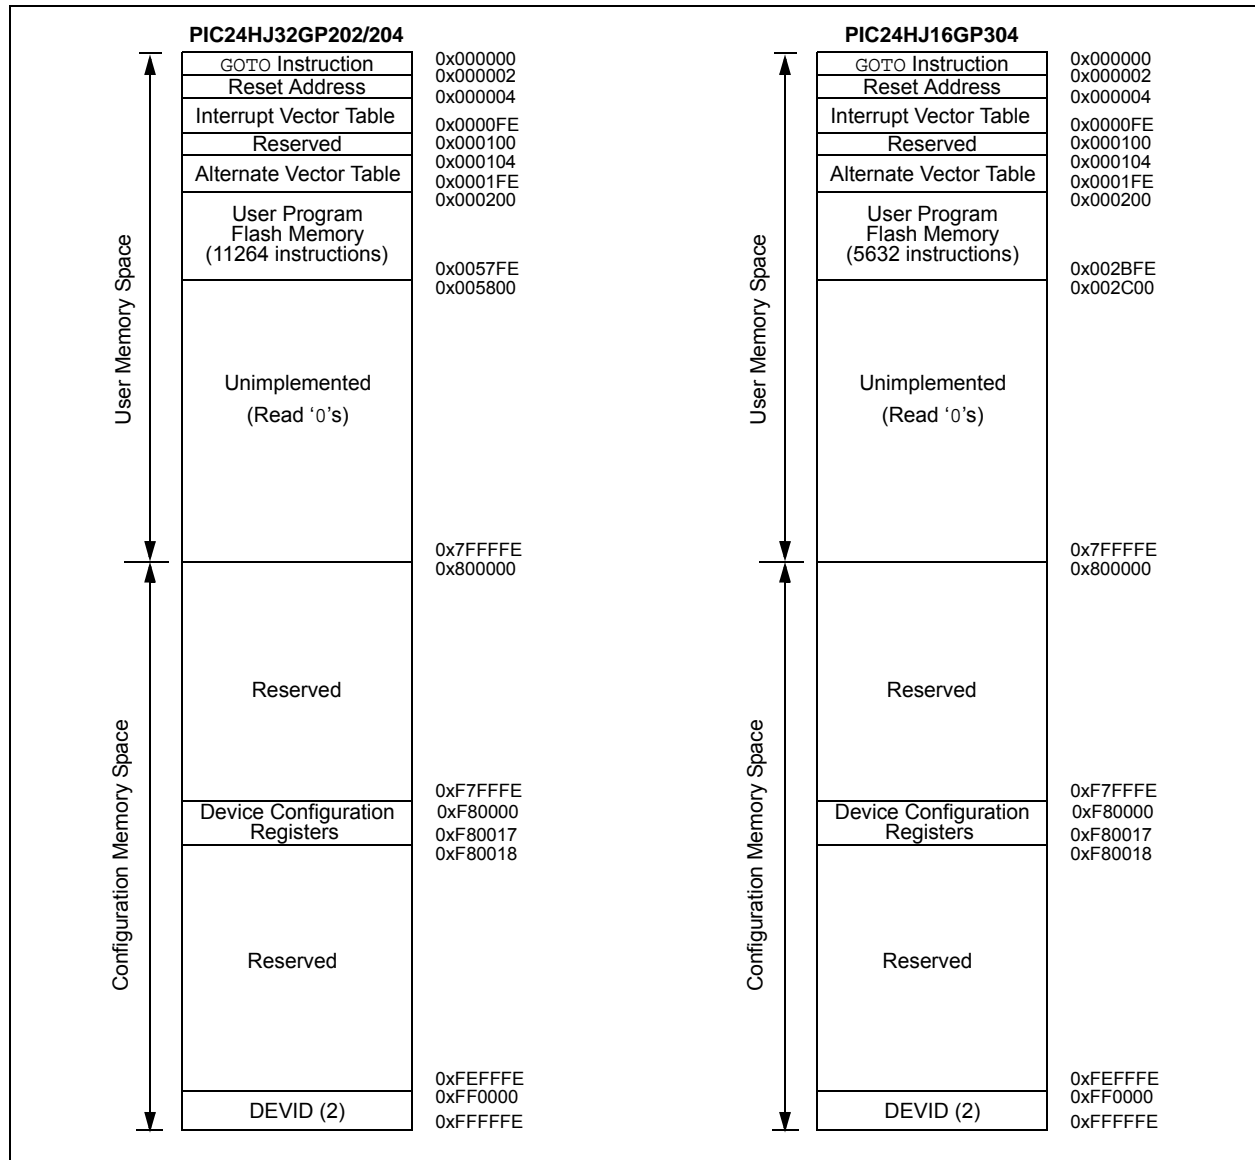 PIC24HJ32GP202/204
GOTO Instruction
0x000000
Reset Address
0x000002
0x000004
Interrupt Vector Table
0x0000FE
Reserved
0x000100
0x000104
Alternate Vector Table
0x0001FE
0x000200
User Program
Flash Memory
(11264 instructions)
0x0057FE
0x005800
User Memory Space
Unimplemented
(Read ‘0’s)
0x7FFFFE
0x800000
Reserved
Configuration Memory Space
0xF7FFFE
Device Configuration
Registers
0xF80000
0xF80017
0xF80018
Reserved
0xFEFFFE
0xFF0000
DEVID (2)
0xFFFFFE
PIC24HJ16GP304
GOTO Instruction
0x000000
Reset Address
0x000002
0x000004
Interrupt Vector Table
0x0000FE
Reserved
0x000100
0x000104
Alternate Vector Table
0x0001FE
0x000200
User Program
Flash Memory
(5632 instructions)
0x002BFE
0x002C00
User Memory Space
Unimplemented
(Read ‘0’s)
0x7FFFFE
0x800000
Reserved
Configuration Memory Space
0xF7FFFE
Device Configuration
Registers
0xF80000
0xF80017
0xF80018
Reserved
0xFEFFFE
0xFF0000
DEVID (2)
0xFFFFFE